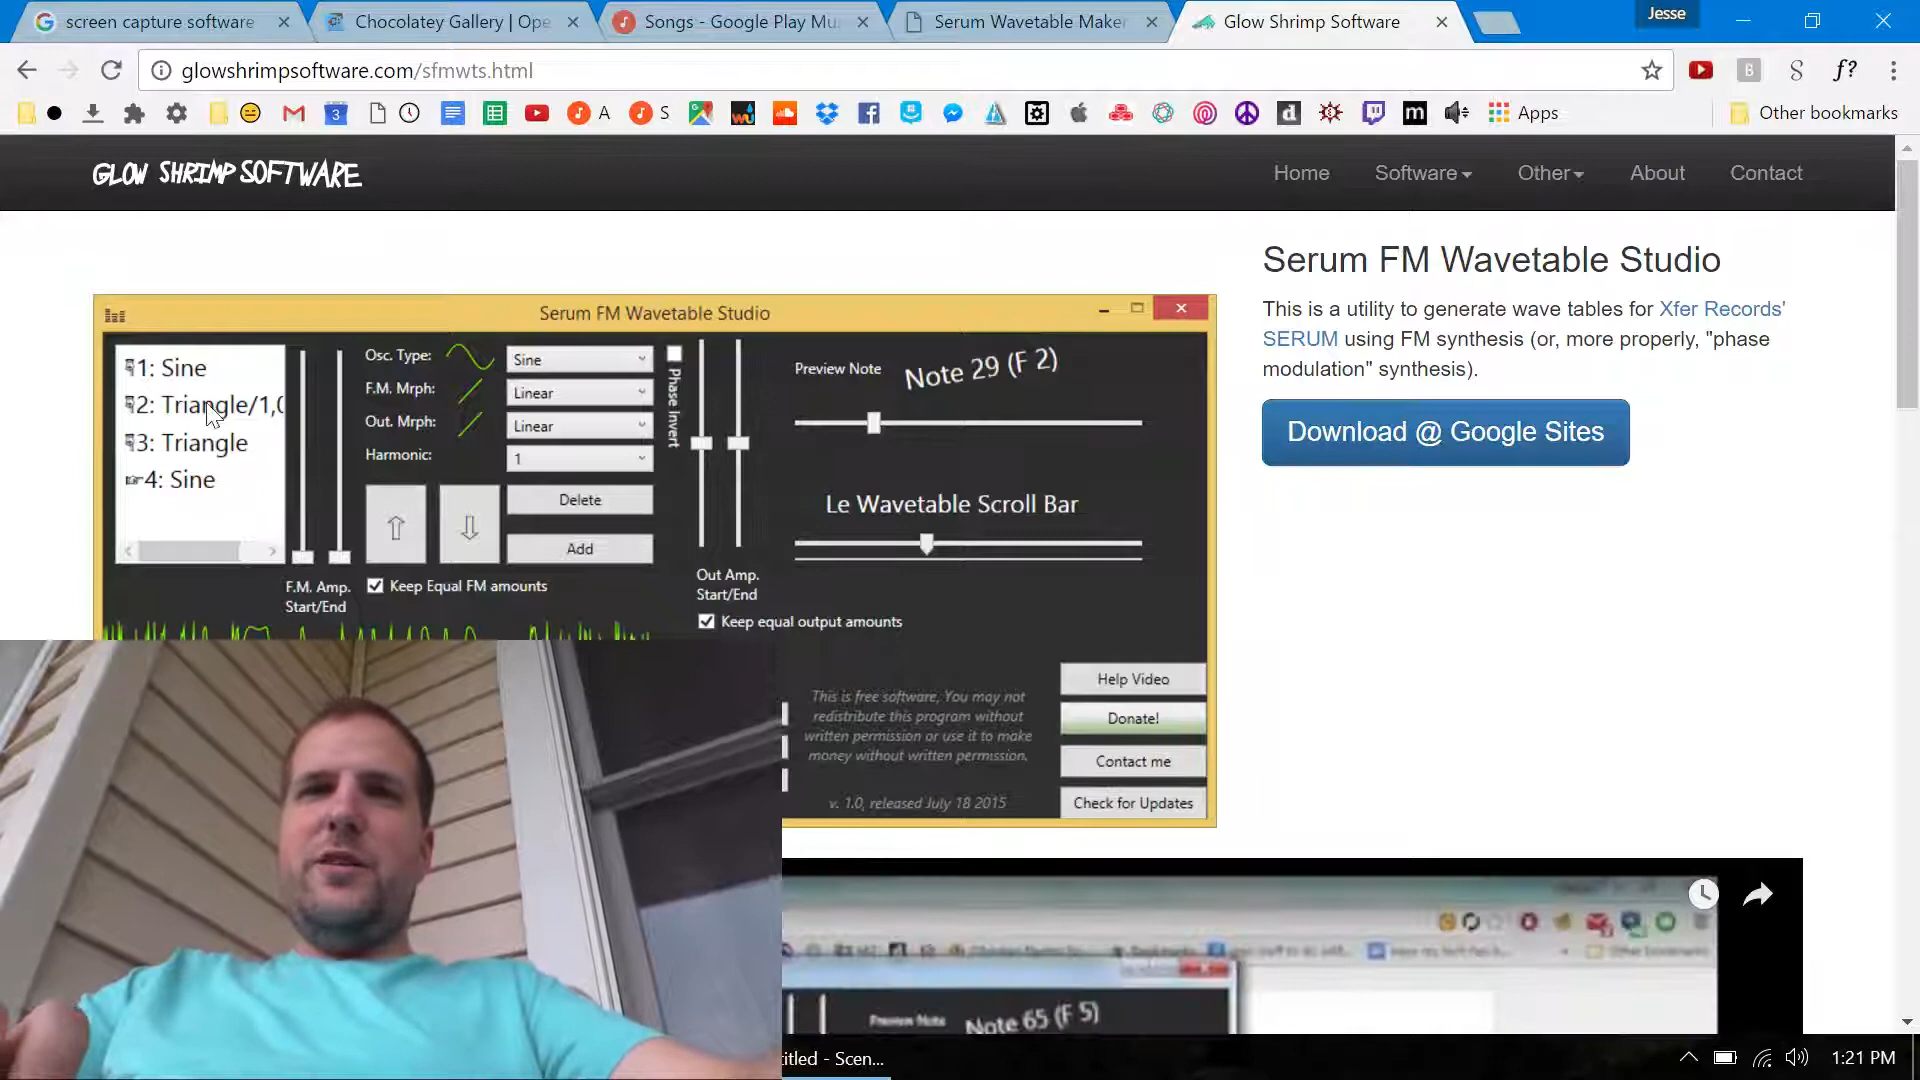 screen capture software
Chocolatey Gallery | Ope
Songs - Google Play Mu
Serum Wavetable Maker
Glow Shrimp Software
Jesse
glowshrimpsoftware.com/sfmwts.html
A
S
Apps
Other bookmarks
GLOW SHRIMP SOFTWARE
Home
Software
Other
About
Contact
Serum FM Wavetable Studio
This is a utility to generate wave tables for Xfer Records'
SERUM using FM synthesis (or, more properly, "phase
modulation" synthesis).
Download @ Google Sites
Serum FM Wavetable Studio
1: Sine
2: Triangle/1,0
3: Triangle
4: Sine
Osc. Type:
Sine
F.M. Mrph:
Linear
Out. Mrph:
Linear
Harmonic:
1
Phase Invert
Delete
Add
F.M. Amp.
Start/End
Keep Equal FM amounts
Out Amp.
Start/End
Keep equal output amounts
Preview Note
Note 29 (F 2)
Le Wavetable Scroll Bar
This is free software, You may not
redistribute this program without
written permission or use it to make
money without written permission.
v. 1.0, released July 18 2015
Help Video
Donate!
Contact me
Check for Updates
Preview Note
Note 65 (F 5)
titled - Scen...
1:21 PM